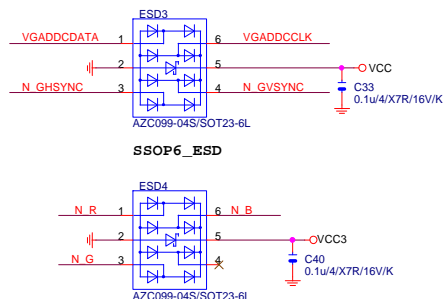 ESD3
VGADDCDATA 1 6 VGADDCCLK
2 5 VCC
N_GHSYNC 3 4 N_GVSYNC
C33
0.1u/4/X7R/16V/K
AZC099-04S/SOT23-6L
SSOP6_ESD
ESD4
N_R 1 6 N_B
2 5 VCC3
N_G 3 4
C40
0.1u/4/X7R/16V/K
AZC099-04S/SOT23-6L